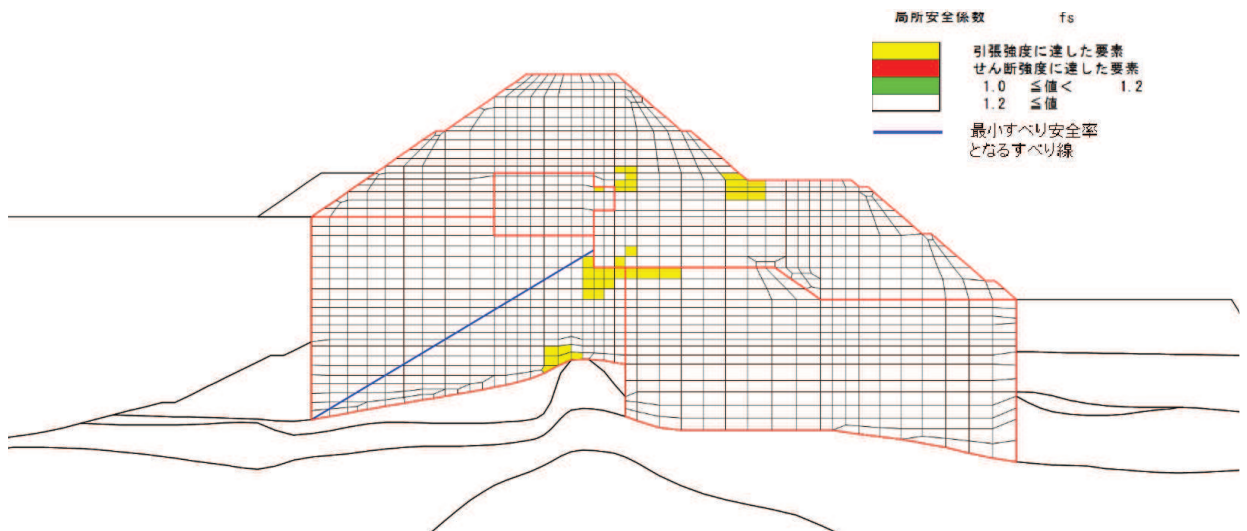 局所安全係数 fs
引張強度に達した要素
せん断強度に達した要素
1.0 ≦値< 1.2
1.2 ≦値
最小すべり安全率
となるすべり線